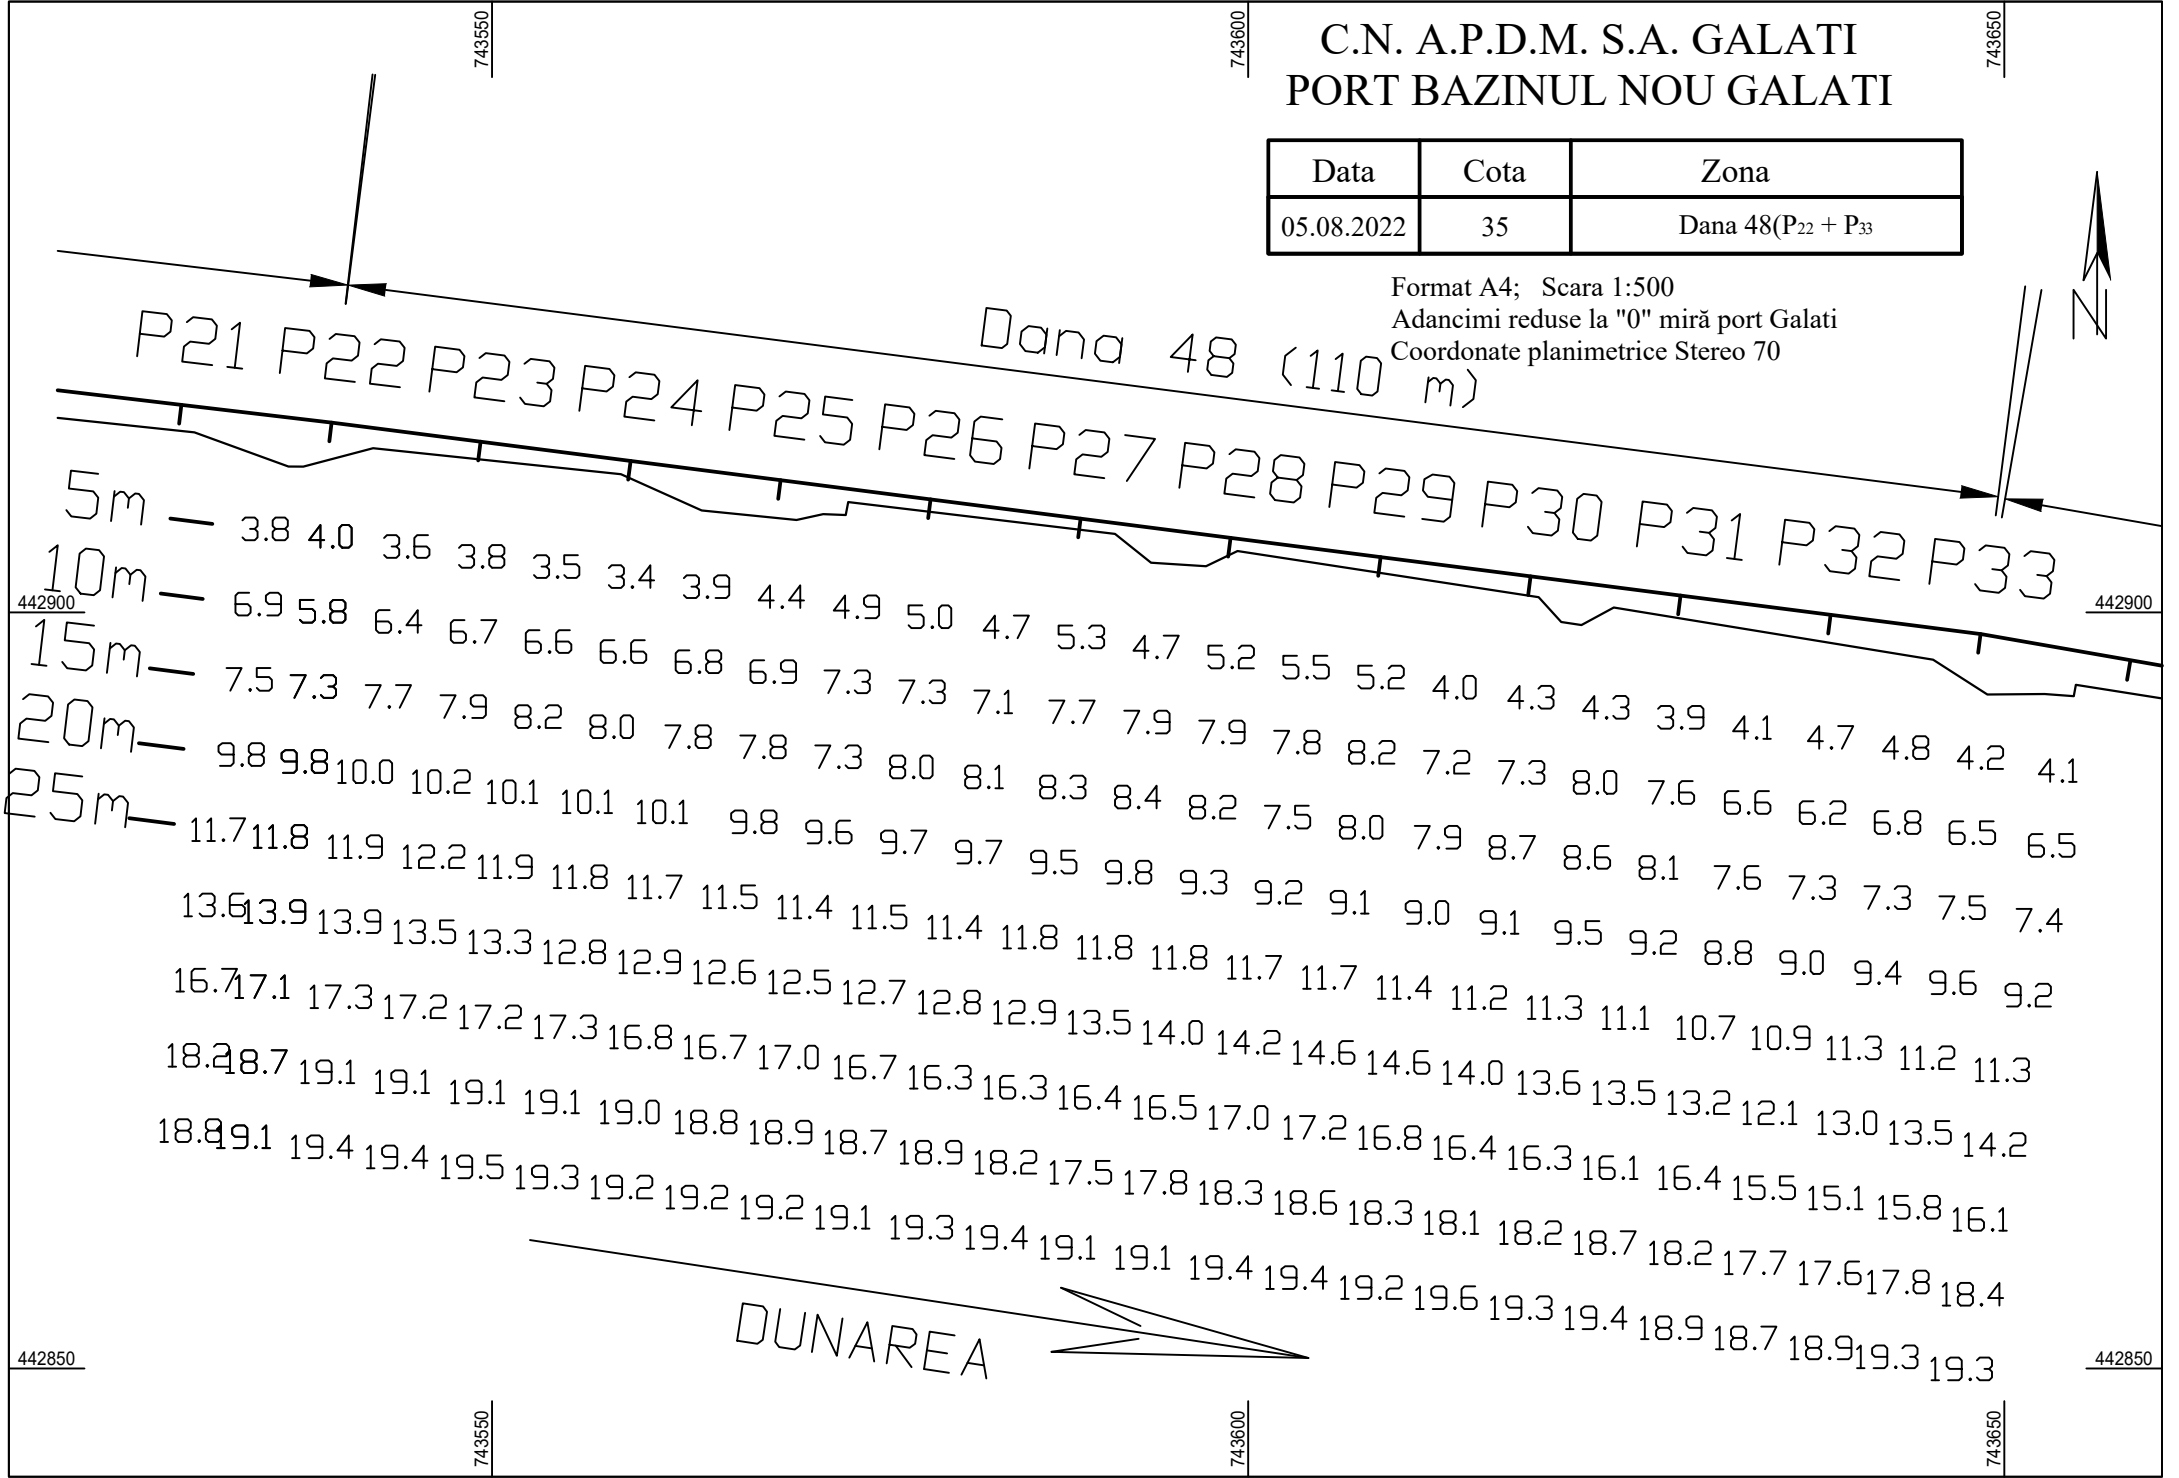 743550 743600 743650
C.N. A.P.D.M. S.A. GALATI
PORT BAZINUL NOU GALATI
Data Cota Zona
05.08.2022 35 Dana 48(P22 + P33
Format A4; Scara 1:500
Adancimi reduse la "0" miră port Galati
Coordonate planimetrice Stereo 70
Dana 48 (110 m)
N
P21 P22 P23 P24 P25 P26 P27 P28 P29 P30 P31 P32 P33
5m 3.8 4.0 3.6 3.8 3.5 3.4 3.9 4.4 4.9 5.0 4.7 5.3 4.7 5.2 5.5 5.2 4.0 4.3 4.3 3.9 4.1 4.7 4.8 4.2 4.1
10m 6.9 5.8 6.4 6.7 6.6 6.6 6.8 6.9 7.3 7.3 7.1 7.7 7.9 7.9 7.8 8.2 7.2 7.3 8.0 7.6 6.6 6.2 6.8 6.5 6.5
442900 442900
15m 7.5 7.3 7.7 7.9 8.2 8.0 7.8 7.8 7.3 8.0 8.1 8.3 8.4 8.2 7.5 8.0 7.9 8.7 8.6 8.1 7.6 7.3 7.3 7.5 7.4
20m 9.8 9.8 10.0 10.2 10.1 10.1 10.1 9.8 9.6 9.7 9.7 9.5 9.8 9.3 9.2 9.1 9.0 9.1 9.5 9.2 8.8 9.0 9.4 9.6 9.2
25m 11.7 11.8 11.9 12.2 11.9 11.8 11.7 11.5 11.4 11.5 11.4 11.8 11.8 11.8 11.7 11.7 11.4 11.2 11.3 11.1 10.7 10.9 11.3 11.2 11.3
13.6 13.9 13.9 13.5 13.3 12.8 12.9 12.6 12.5 12.7 12.8 12.9 13.5 14.0 14.2 14.6 14.6 14.0 13.6 13.5 13.2 12.1 13.0 13.5 14.2
16.7 17.1 17.3 17.2 17.2 17.3 16.8 16.7 17.0 16.7 16.3 16.3 16.4 16.5 17.0 17.2 16.8 16.4 16.3 16.1 16.4 15.5 15.1 15.8 16.1
18.2 18.7 19.1 19.1 19.1 19.1 19.0 18.8 18.9 18.7 18.9 18.2 17.5 17.8 18.3 18.6 18.3 18.1 18.2 18.7 18.2 17.7 17.6 17.8 18.4
18.8 19.1 19.4 19.4 19.5 19.3 19.2 19.2 19.2 19.1 19.3 19.4 19.1 19.1 19.4 19.4 19.2 19.6 19.3 19.4 18.9 18.7 18.9 19.3 19.3
DUNAREA
442850 442850
743550 743600 743650